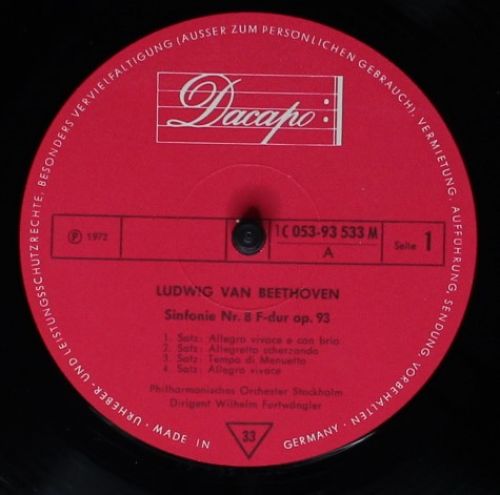 URHEBER- UND LEISTUNGSSCHUTZRECHTE, BESONDERS VERVIELFÄLTIGUNG (AUSSER ZUM PERSÖNLICHEN GEBRAUCH), VERMIETUNG, AUFFÜHRUNG, SENDUNG, VORBEHALTEN · MADE IN GERMANY ·
Dacapo
℗ 1972
1C 053-93 533 M
A
Seite 1
LUDWIG VAN BEETHOVEN
Sinfonie Nr. 8 F-dur op. 93
1. Satz: Allegro vivace e con brio
2. Satz: Allegretto scherzando
3. Satz: Tempo di Menuetto
4. Satz: Allegro vivace
Philharmonisches Orchester Stockholm
Dirigent Wilhelm Furtwängler
33